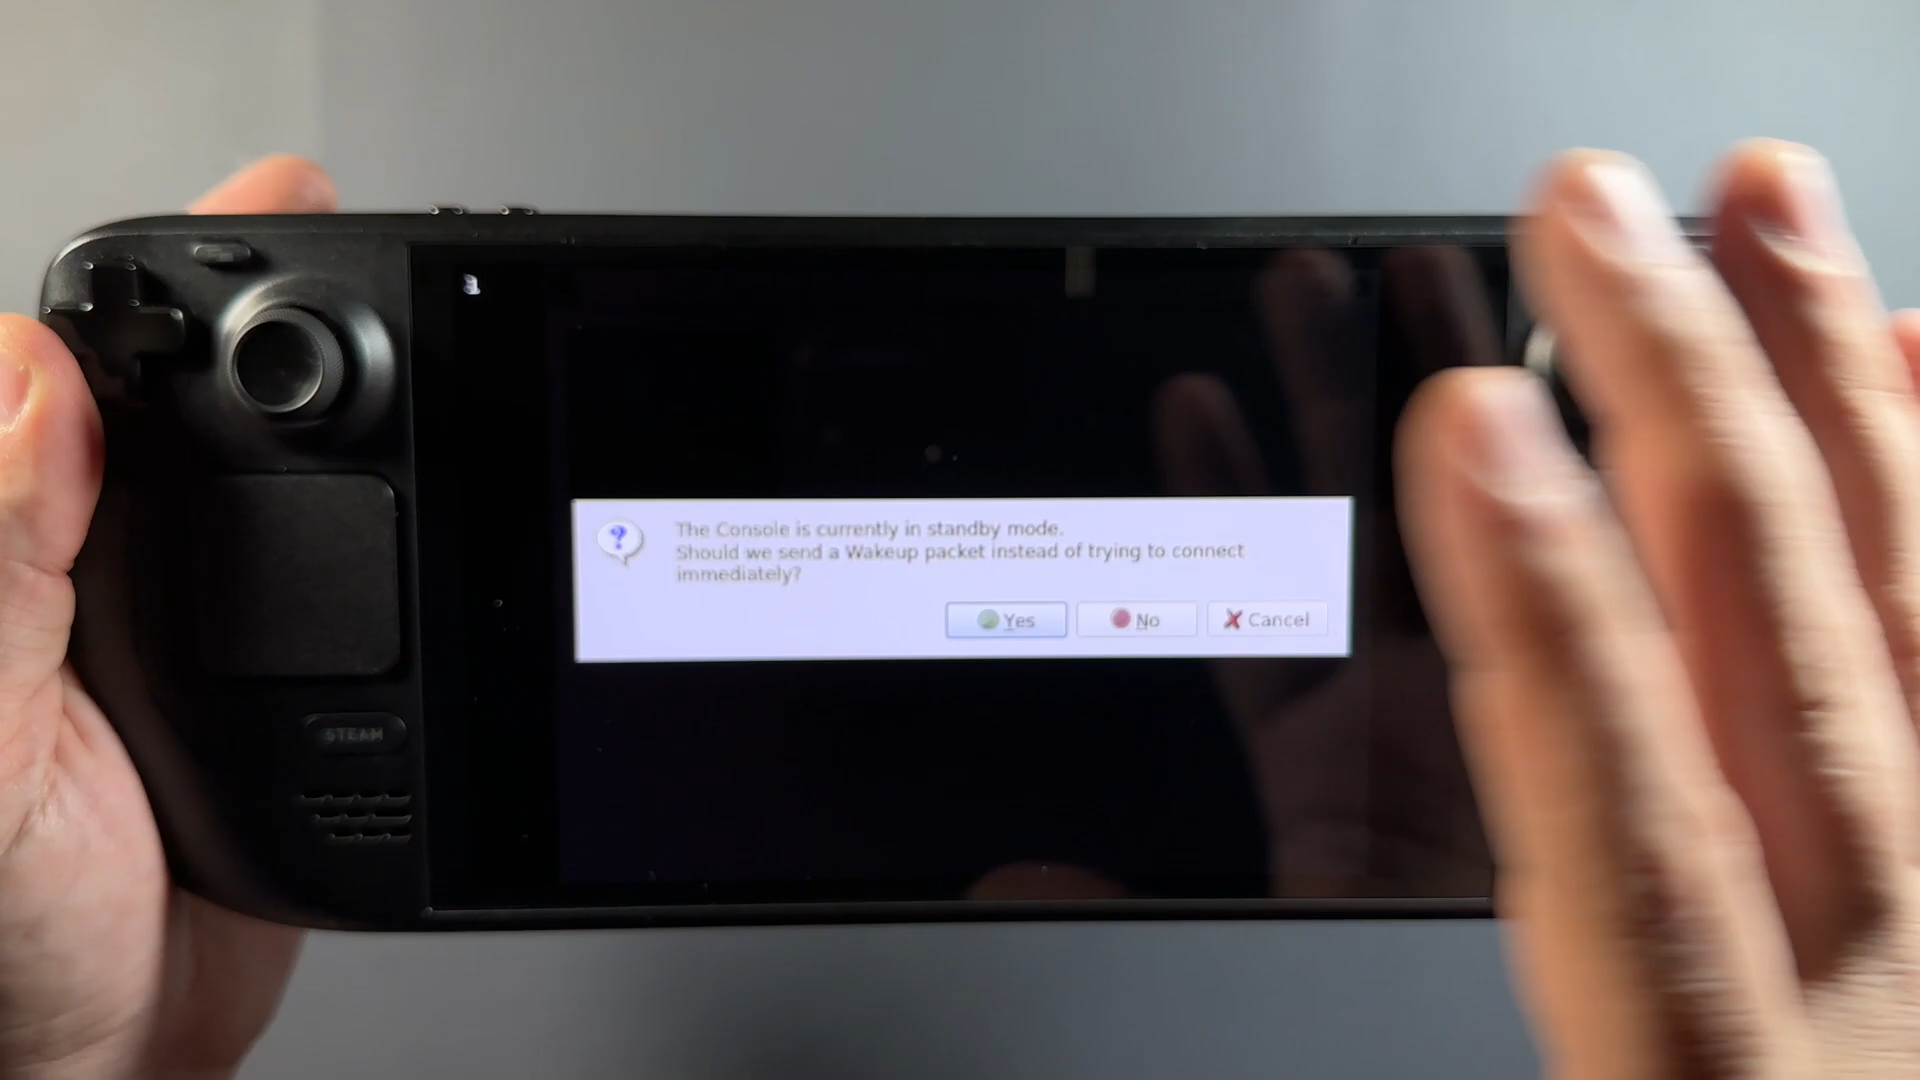 The Console is currently in standby mode.
Should we send a Wakeup packet instead of trying to connect
immediately?
Yes No Cancel
STEAM